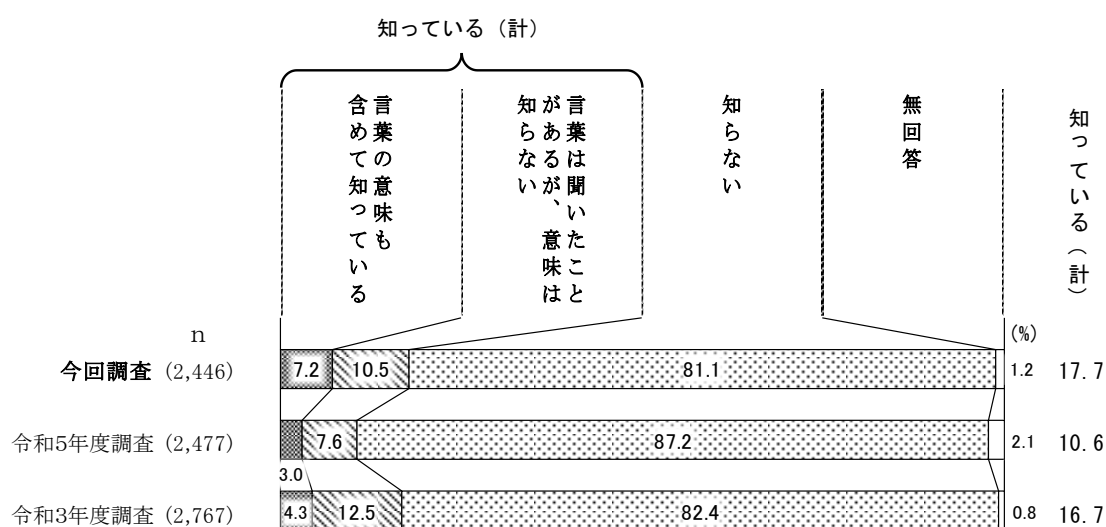 知っている（計）
言葉の意味も
含めて知っている
言葉は聞いたこと
があるが、意味は
知らない
知らない
無回答
知っている（計）
n
(%)
今回調査 (2,446) 7.2 10.5 81.1 1.2 17.7
令和5年度調査 (2,477) 7.6 87.2 2.1 10.6
3.0
令和3年度調査 (2,767) 4.3 12.5 82.4 0.8 16.7